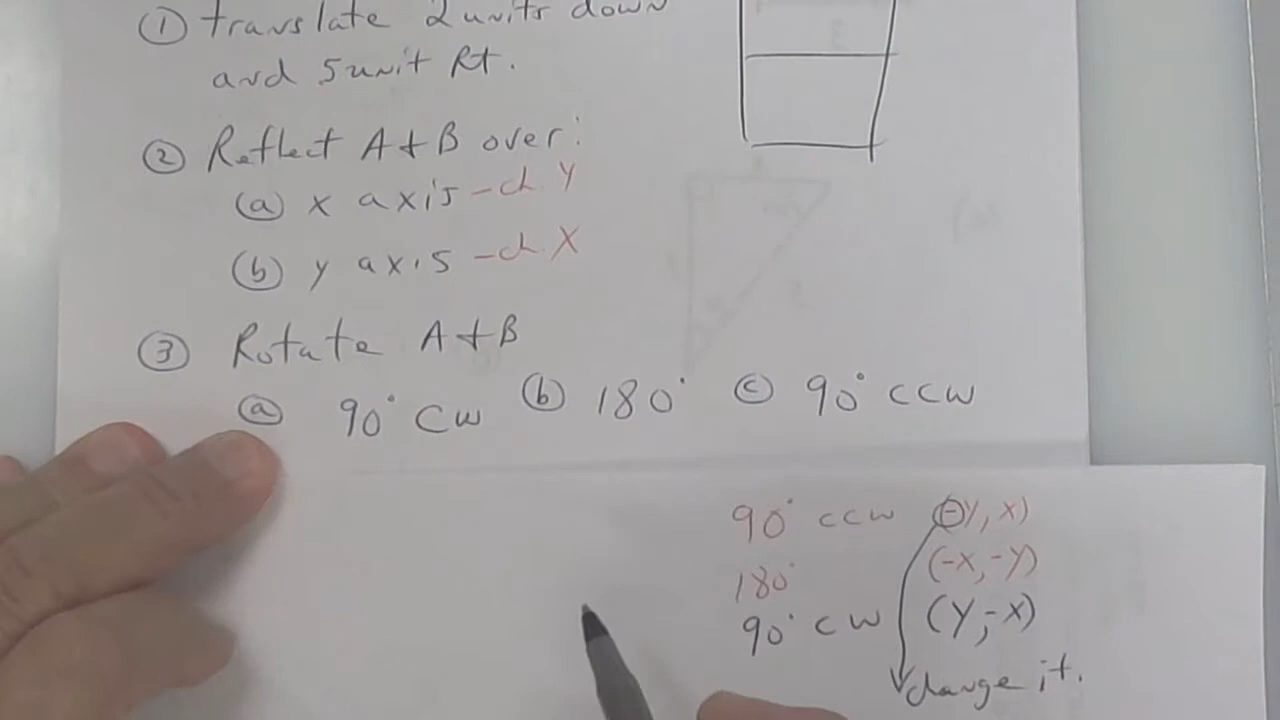 ① translate 2 units down
and 5 unit Rt.
② Reflect A + B over:
(a) x axis - ch Y
(b) y axis - ch X
③ Rotate A + B
(a) 90° CW (b) 180° (c) 90° CCW
90° CCW (-Y, X)
180° (-X, -Y)
90° CW (Y, -X)
change it.